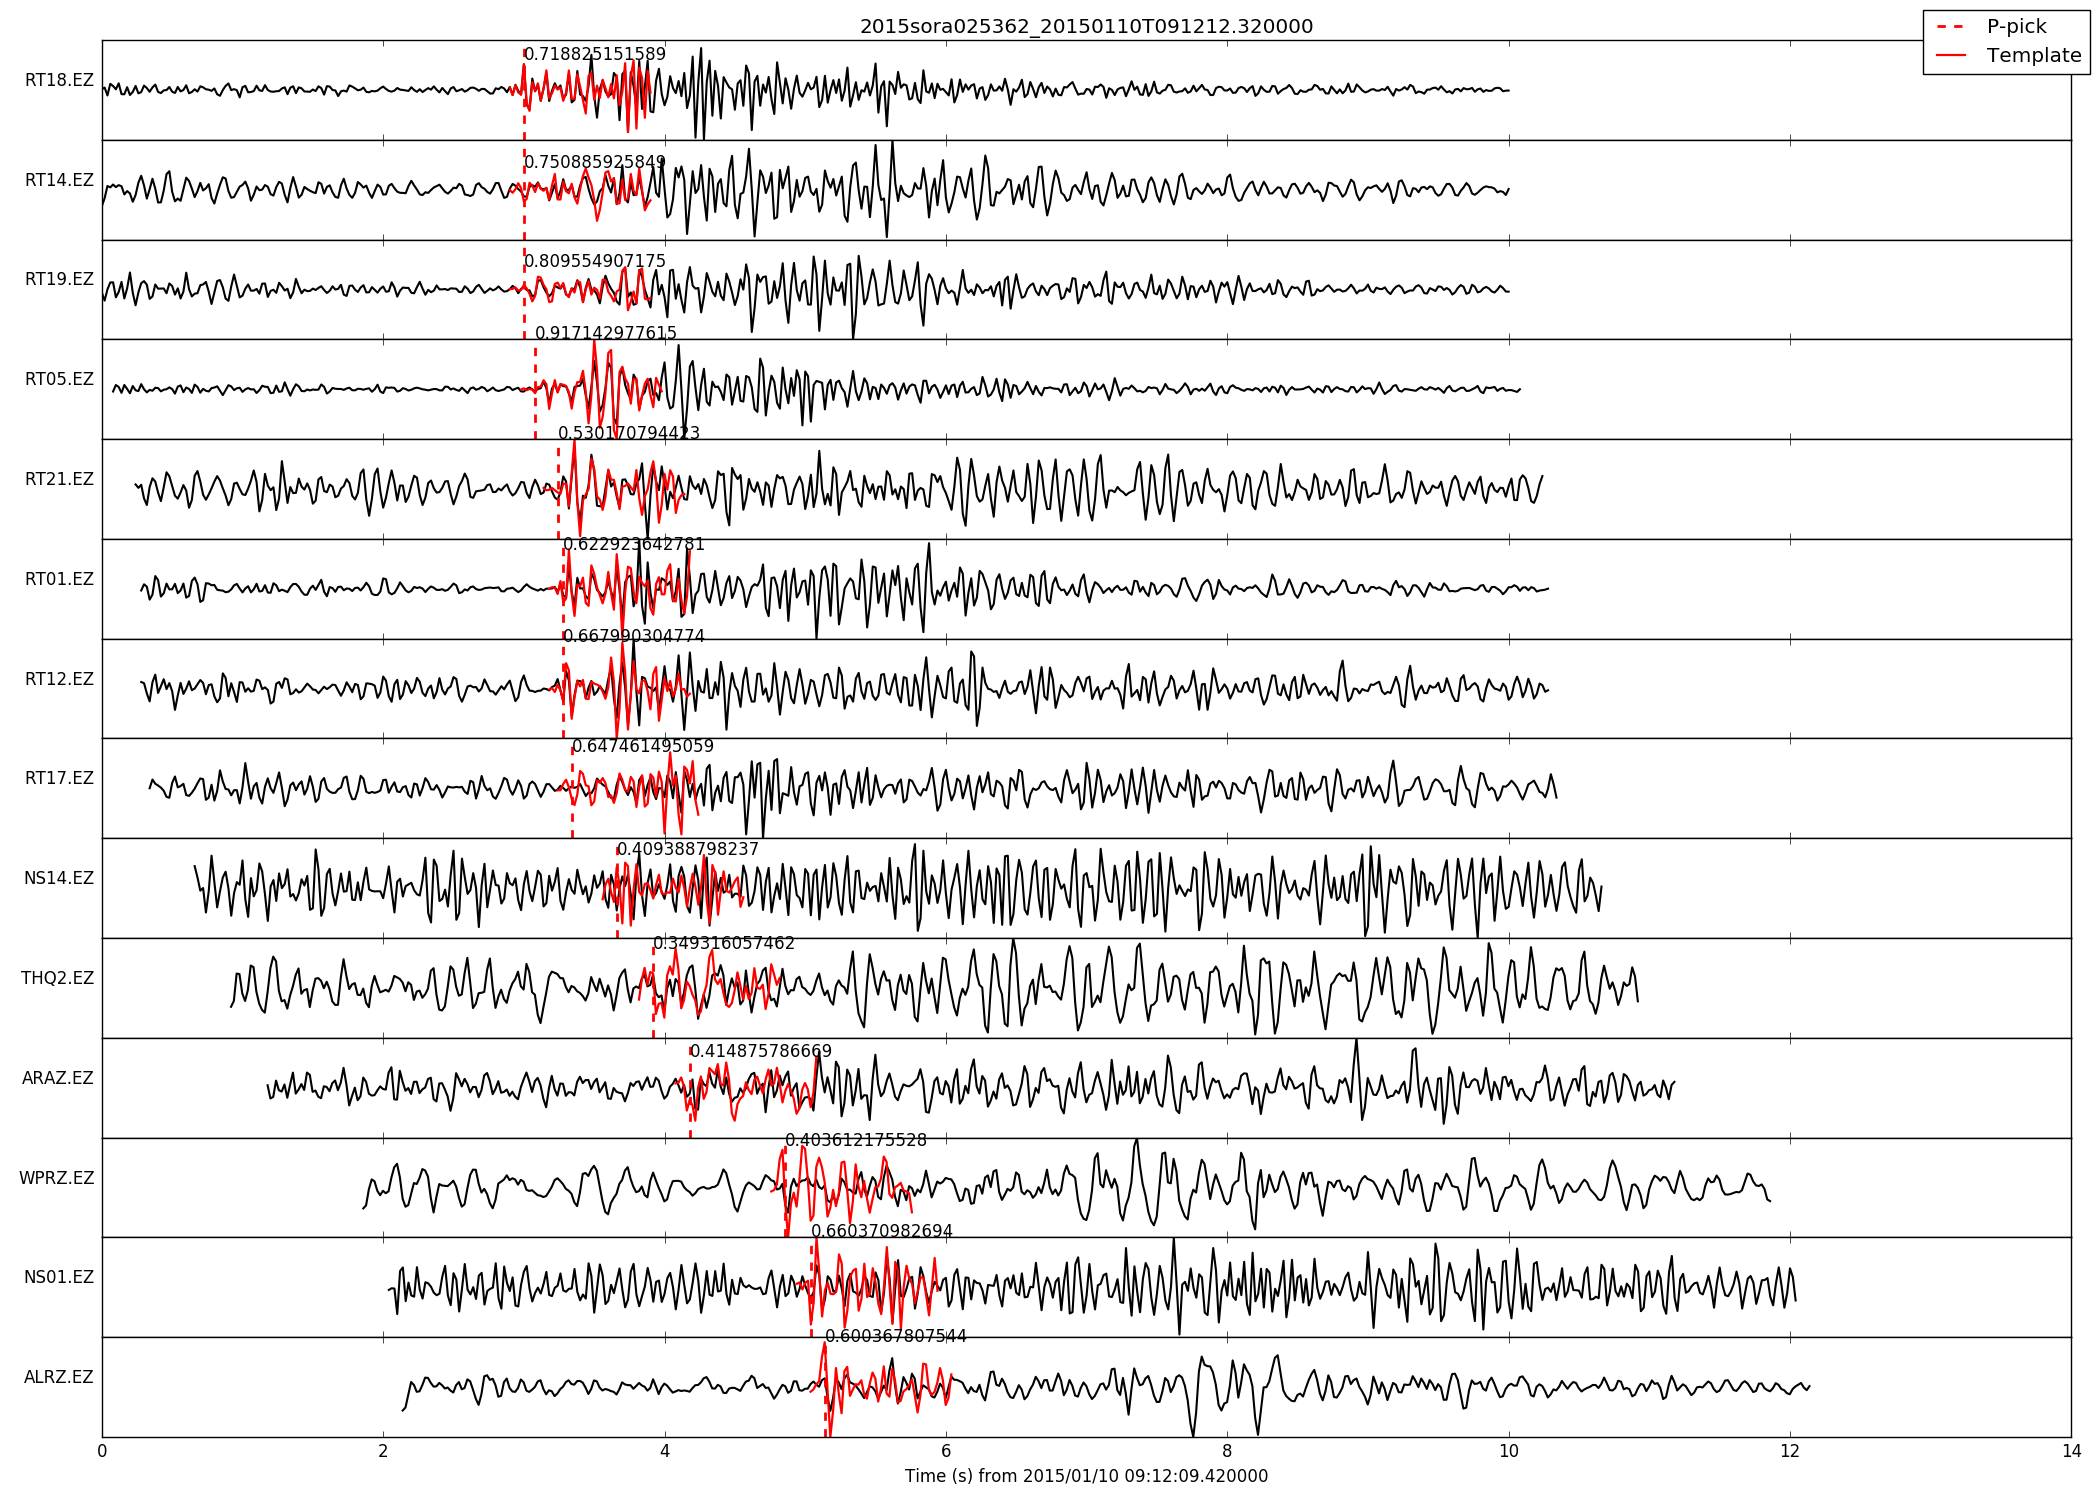 2015sora025362_20150110T091212.320000
P-pick
Template
RT18.EZ
0.718825151589
RT14.EZ
0.750885925849
RT19.EZ
0.809554907175
RT05.EZ
0.917142977615
RT21.EZ
0.530170794423
RT01.EZ
0.622923642781
RT12.EZ
0.667990304774
RT17.EZ
0.647461495059
NS14.EZ
0.409388798237
THQ2.EZ
0.349316057462
ARAZ.EZ
0.414875786669
WPRZ.EZ
0.403612175528
NS01.EZ
0.660370982694
ALRZ.EZ
0.600367807544
0 2 4 6 8 10 12 14
Time (s) from 2015/01/10 09:12:09.420000